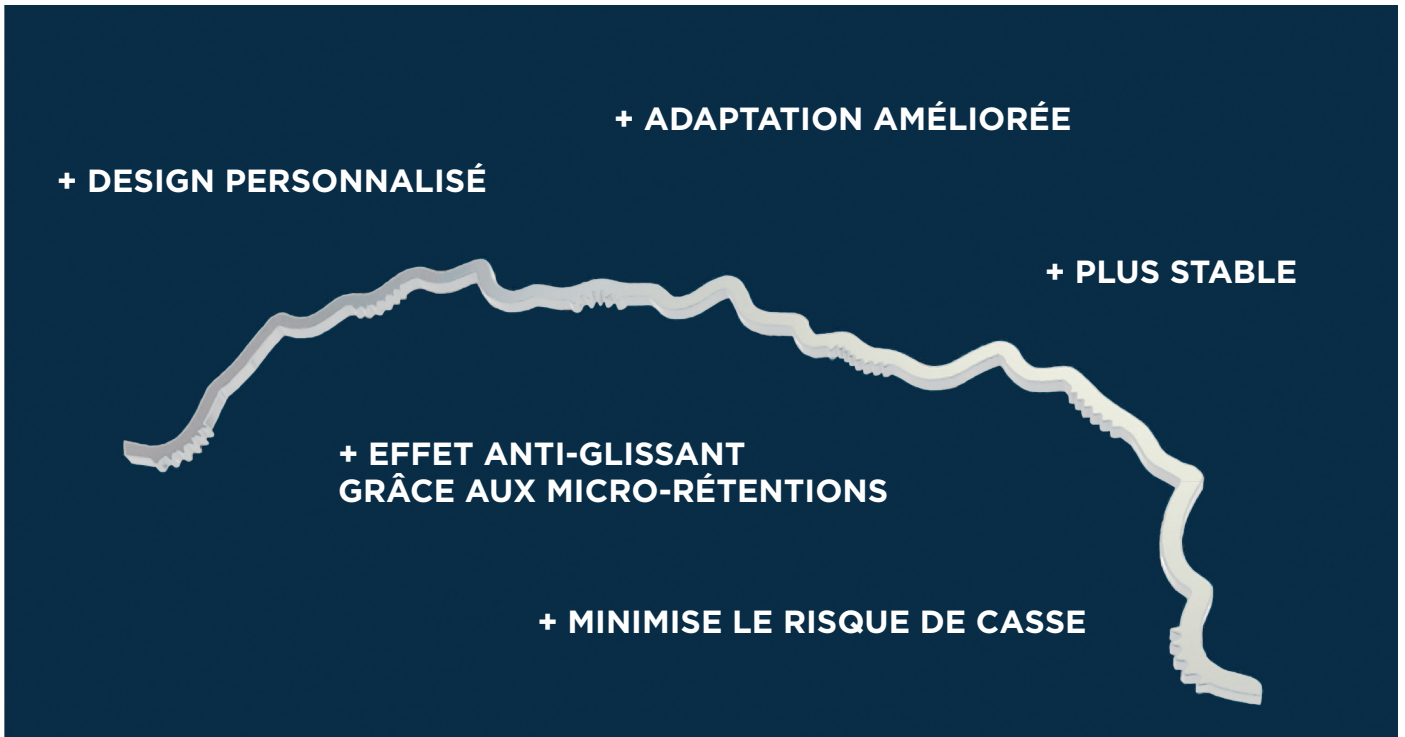 + ADAPTATION AMÉLIORÉE
+ DESIGN PERSONNALISÉ
+ PLUS STABLE
+ EFFET ANTI-GLISSANT
GRÂCE AUX MICRO-RÉTENTIONS
+ MINIMISE LE RISQUE DE CASSE